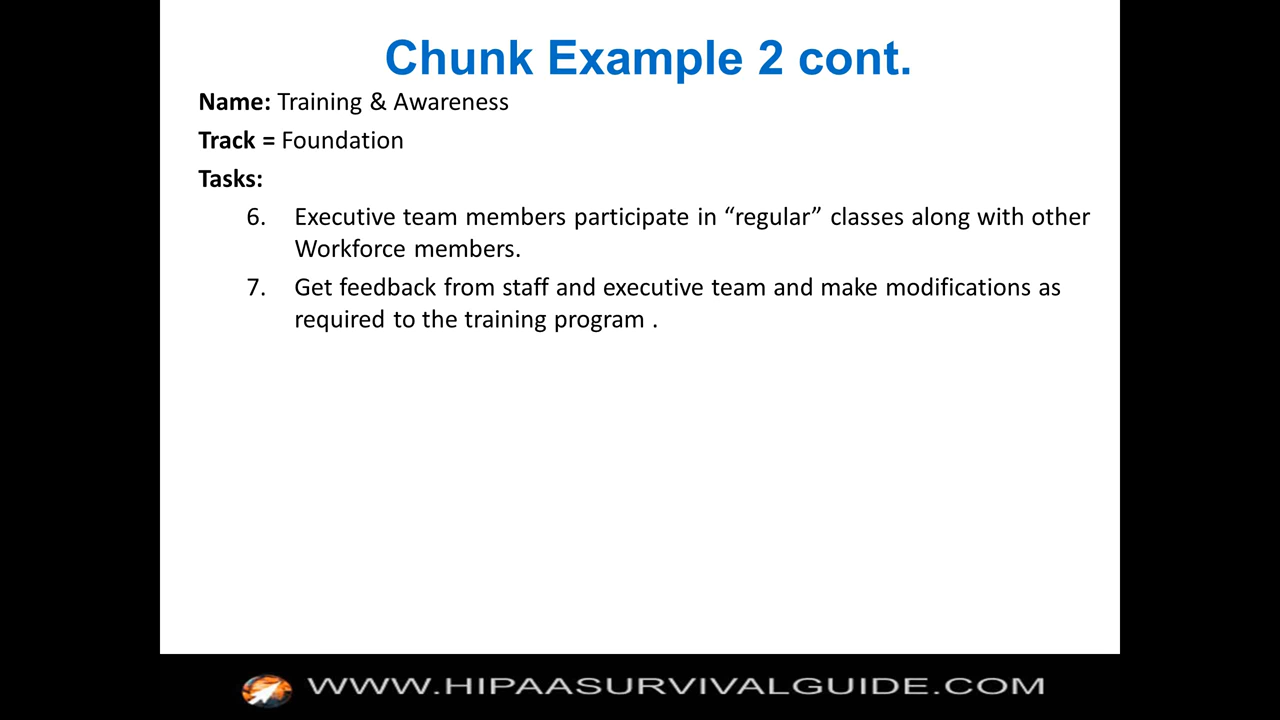 Chunk Example 2 cont.
Name: Training & Awareness
Track = Foundation
Tasks:
6. Executive team members participate in “regular” classes along with other
Workforce members.
7. Get feedback from staff and executive team and make modifications as
required to the training program .
WWW.HIPAASURVIVALGUIDE.COM